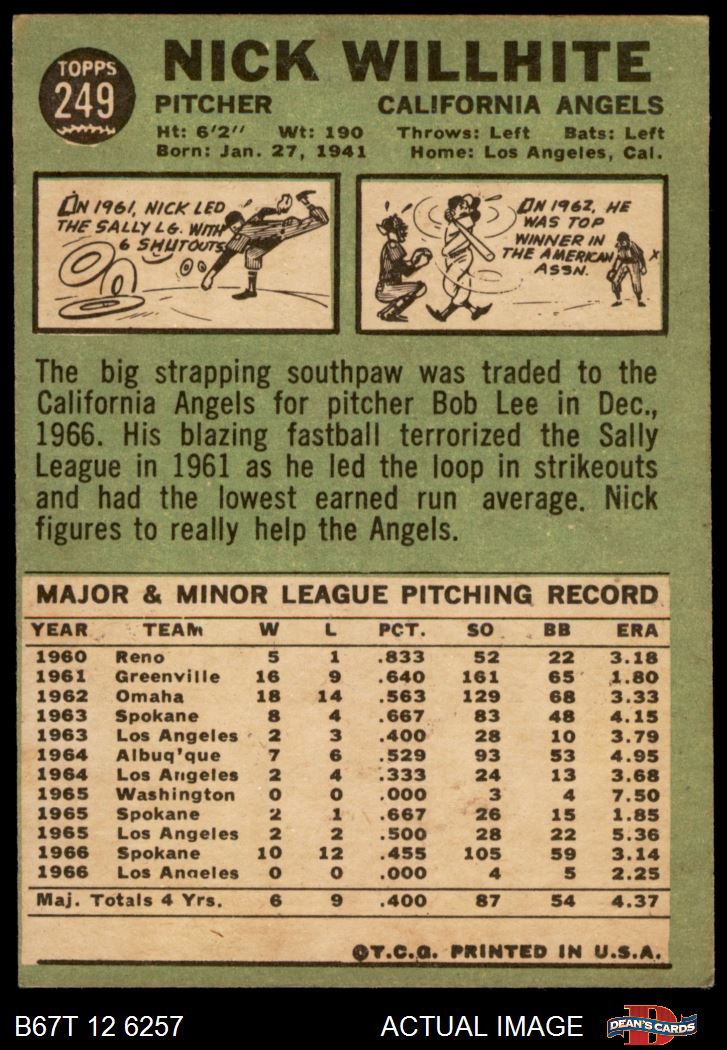 TOPPS
249
NICK WILLHITE
PITCHER CALIFORNIA ANGELS
Ht: 6'2" Wt: 190 Throws: Left Bats: Left
Born: Jan. 27, 1941 Home: Los Angeles, Cal.
ON 1961, NICK LED
THE SALLY LG. WITH
6 SHUTOUTS
ON 1962, HE
WAS TOP
WINNER IN
THE AMERICAN
ASSN.
The big strapping southpaw was traded to the
California Angels for pitcher Bob Lee in Dec.,
1966. His blazing fastball terrorized the Sally
League in 1961 as he led the loop in strikeouts
and had the lowest earned run average. Nick
figures to really help the Angels.
MAJOR & MINOR LEAGUE PITCHING RECORD
YEAR TEAM W L PCT. SO BB ERA
1960 Reno 5 1 .833 52 22 3.18
1961 Greenville 16 9 .640 161 65 1.80
1962 Omaha 18 14 .563 129 68 3.33
1963 Spokane 8 4 .667 83 48 4.15
1963 Los Angeles 2 3 .400 28 10 3.79
1964 Albuq'que 7 6 .529 93 53 4.95
1964 Los Angeles 2 4 .333 24 13 3.68
1965 Washington 0 0 .000 3 4 7.50
1965 Spokane 2 1 .667 26 15 1.85
1965 Los Angeles 2 2 .500 28 22 5.36
1966 Spokane 10 12 .455 105 59 3.14
1966 Los Angeles 0 0 .000 4 5 2.25
Maj. Totals 4 Yrs. 6 9 .400 87 54 4.37
©T.C.G. PRINTED IN U.S.A.
B67T 12 6257 ACTUAL IMAGE D DEAN'S CARDS